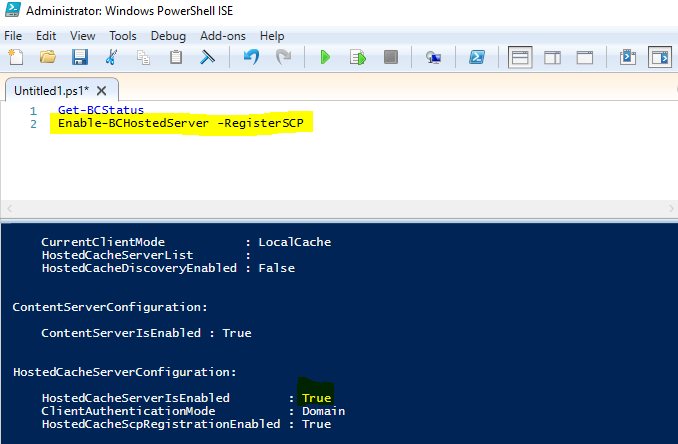 Administrator: Windows PowerShell ISE
File Edit View Tools Debug Add-ons Help
Untitled1.ps1*
1 Get-BCStatus
2 Enable-BCHostedServer -RegisterSCP
CurrentClientMode : LocalCache
HostedCacheServerList :
HostedCacheDiscoveryEnabled : False
ContentServerConfiguration:
ContentServerIsEnabled : True
HostedCacheServerConfiguration:
HostedCacheServerIsEnabled : True
ClientAuthenticationMode : Domain
HostedCacheScpRegistrationEnabled : True